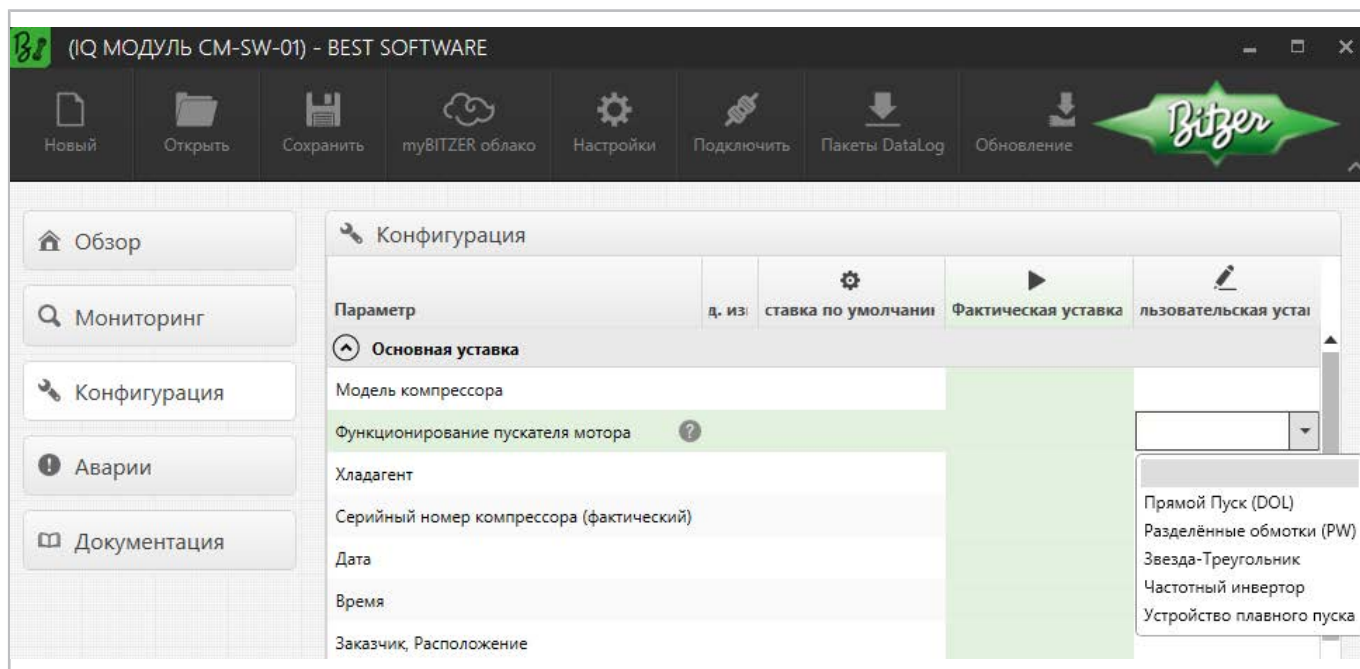 (IQ МОДУЛЬ CM-SW-01) - BEST SOFTWARE
Новый Открыть Сохранить myBITZER облако Настройки Подключить Пакеты DataLog Обновление
Bitzer
Обзор
Мониторинг
Конфигурация
Аварии
Документация
Конфигурация
Параметр д. из ставка по умолчани Фактическая уставка льзовательская уста
Основная уставка
Модель компрессора
Функционирование пускателя мотора ?
Хладагент
Серийный номер компрессора (фактический)
Дата
Время
Заказчик, Расположение
Прямой Пуск (DOL)
Разделённые обмотки (PW)
Звезда-Треугольник
Частотный инвертор
Устройство плавного пуска